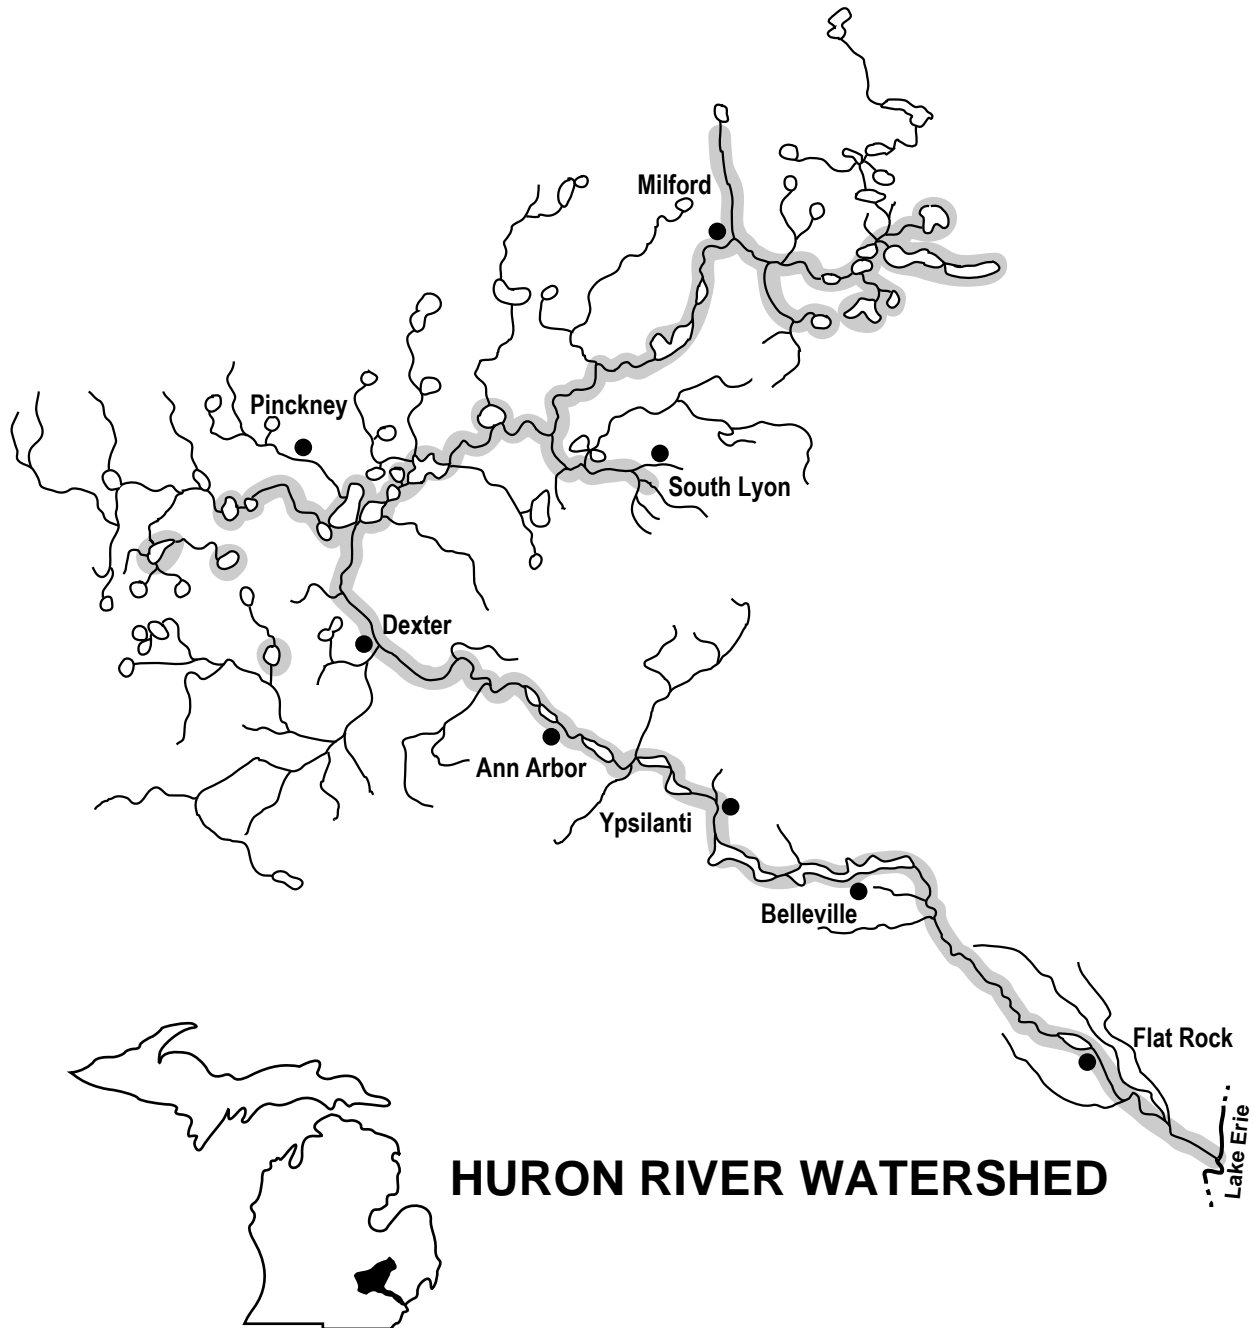 Milford
Pinckney
South Lyon
Dexter
Ann Arbor
Ypsilanti
Belleville
Flat Rock
Lake Erie
HURON RIVER WATERSHED